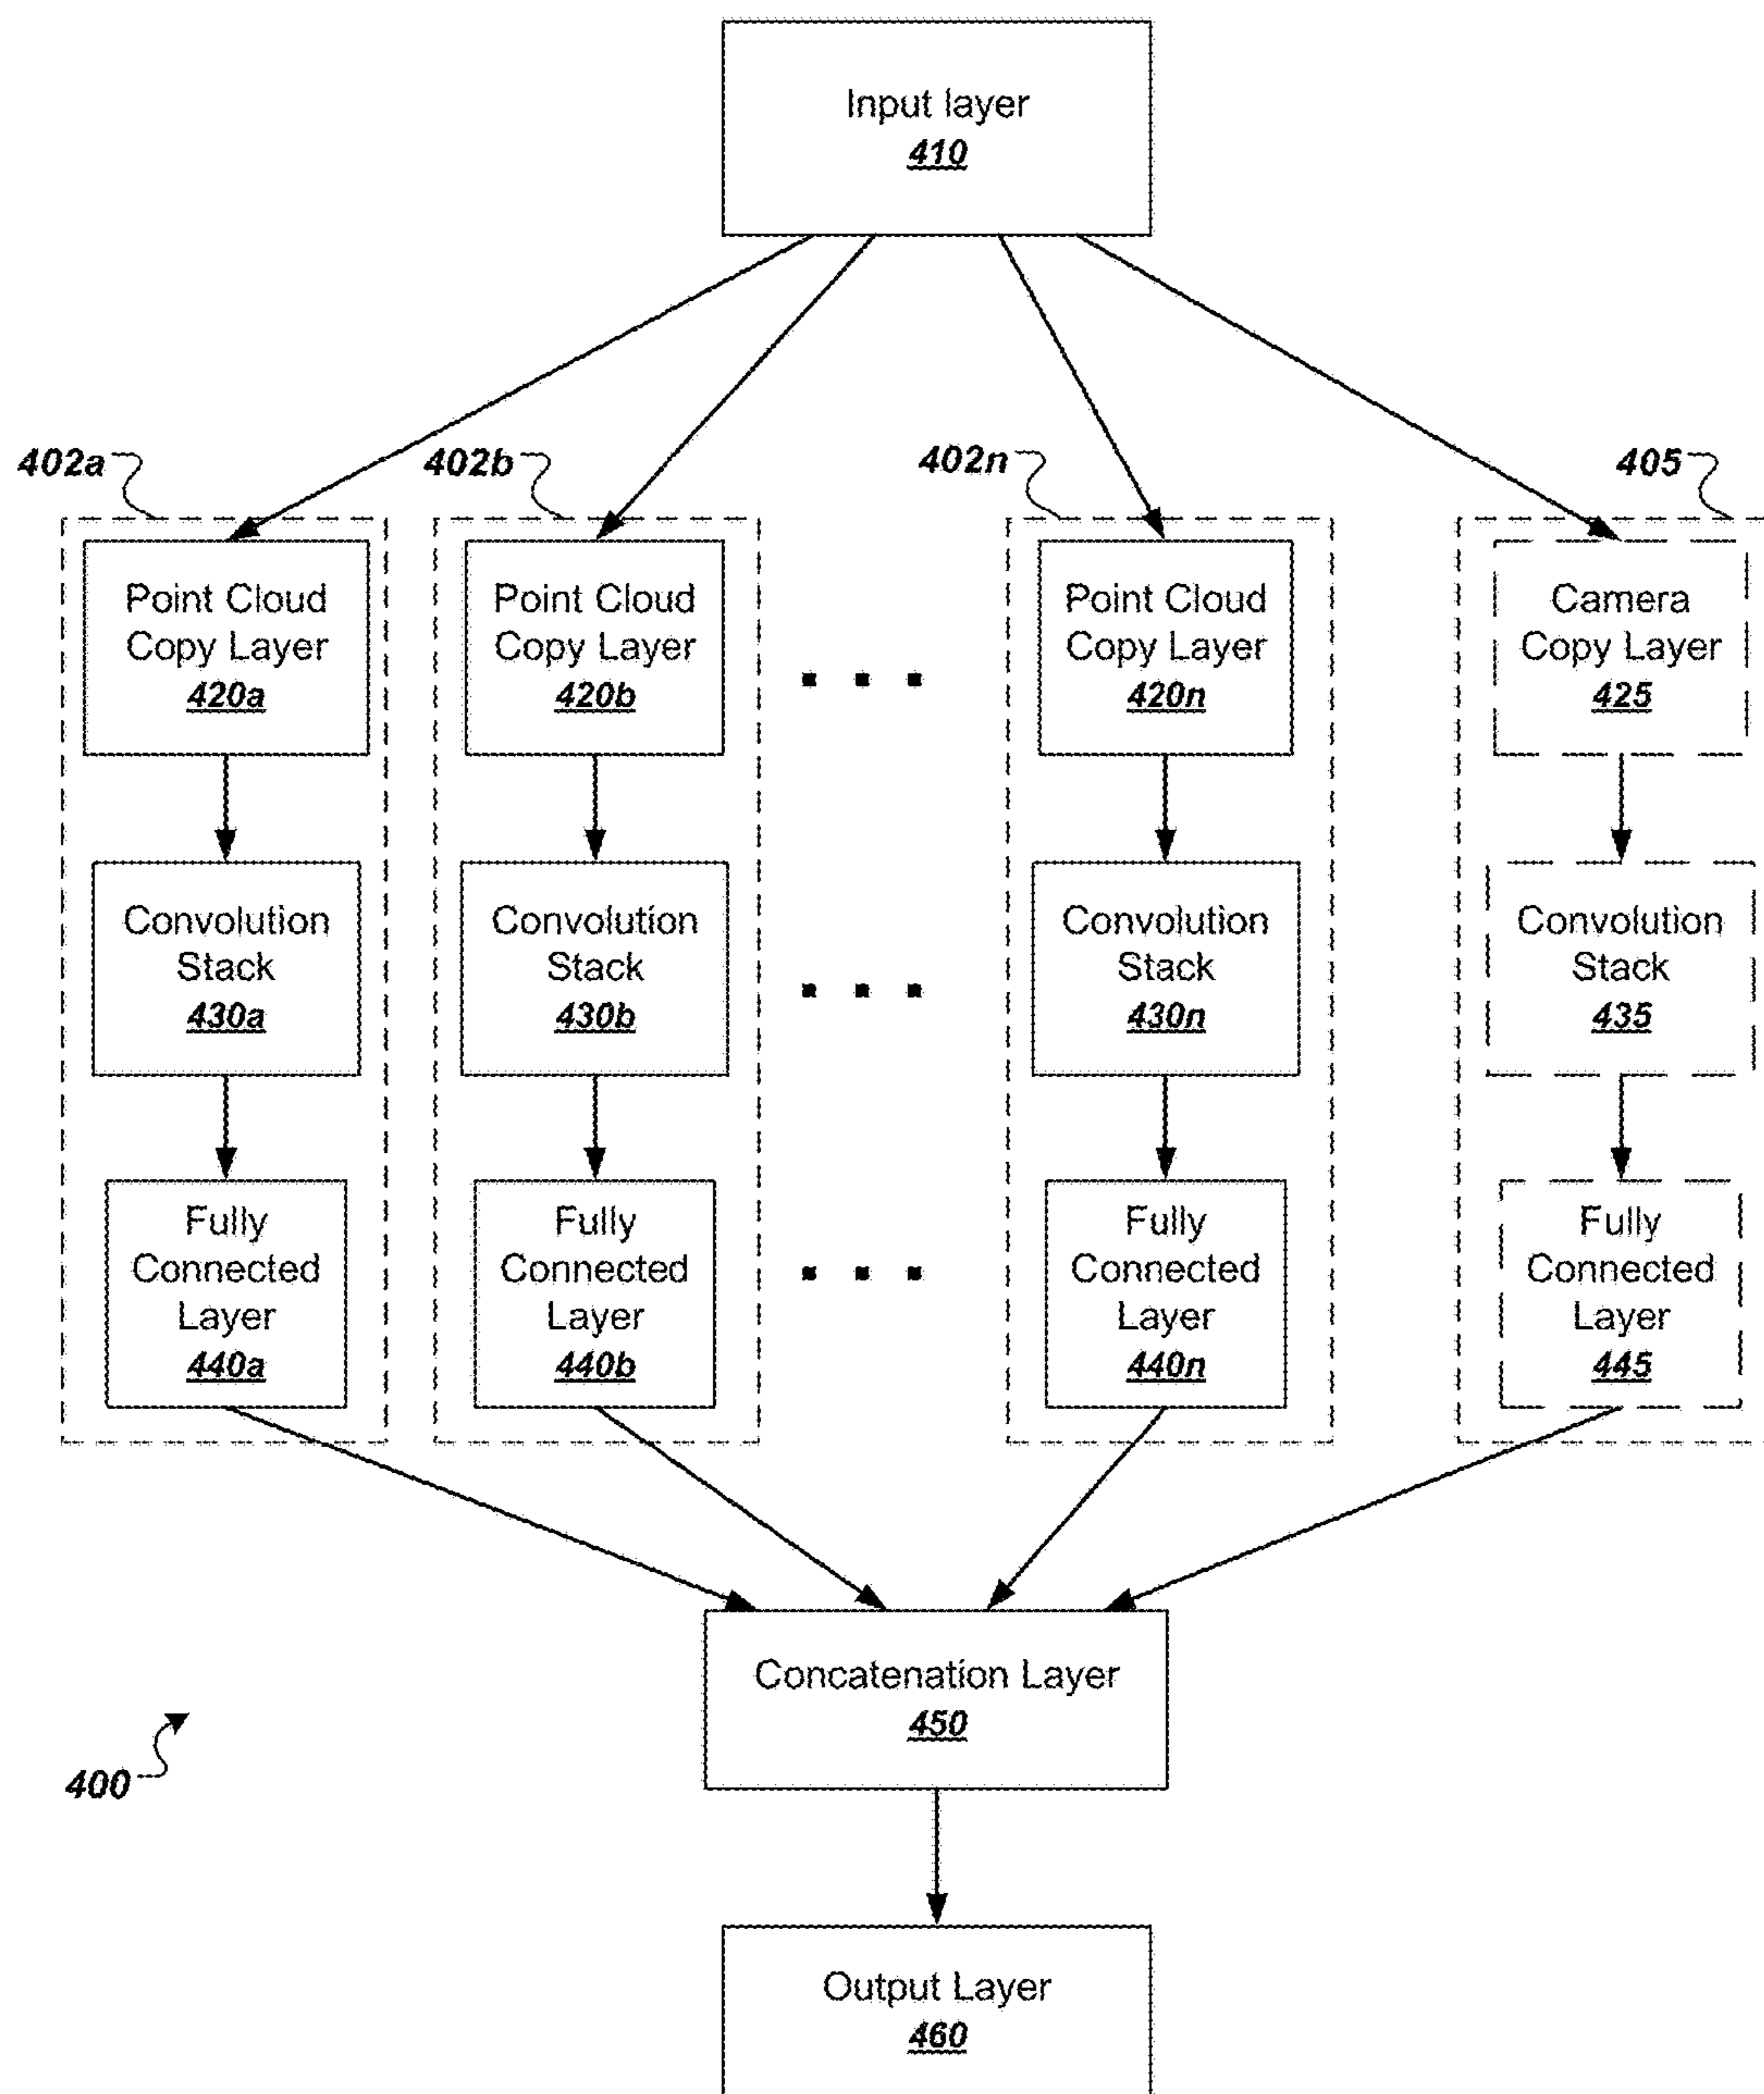 Input layer
410
402a
402b
402n
405
Point Cloud
Copy Layer
420a
Point Cloud
Copy Layer
420b
Point Cloud
Copy Layer
420n
Camera
Copy Layer
425
Convolution
Stack
430a
Convolution
Stack
430b
Convolution
Stack
430n
Convolution
Stack
435
Fully
Connected
Layer
440a
Fully
Connected
Layer
440b
Fully
Connected
Layer
440n
Fully
Connected
Layer
445
Concatenation Layer
450
400
Output Layer
460